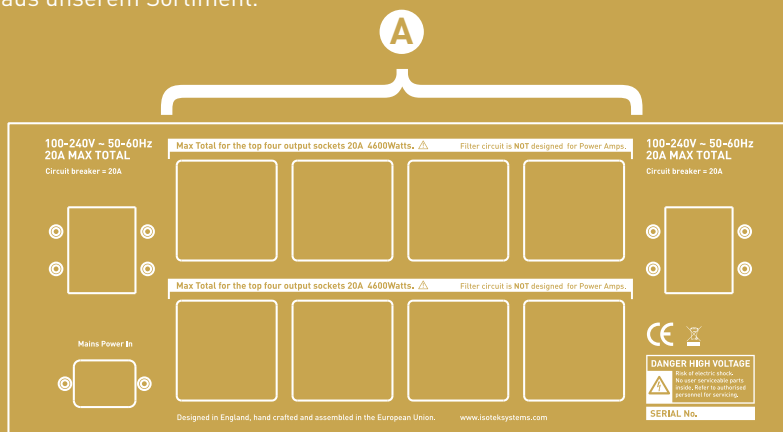 aus unserem Sortiment.
A
100-240V ~ 50-60Hz
20A MAX TOTAL
Circuit breaker = 20A
Max Total for the top four output sockets 20A 4600Watts. ⚠ Filter circuit is NOT designed for Power Amps.
100-240V ~ 50-60Hz
20A MAX TOTAL
Circuit breaker = 20A
Max Total for the top four output sockets 20A 4600Watts. ⚠ Filter circuit is NOT designed for Power Amps.
Mains Power In
CE
DANGER HIGH VOLTAGE
Risk of electric shock.
No user serviceable parts
inside. Refer to authorised
personnel for servicing.
SERIAL No.
Designed in England, hand crafted and assembled in the European Union. www.isoteksystems.com